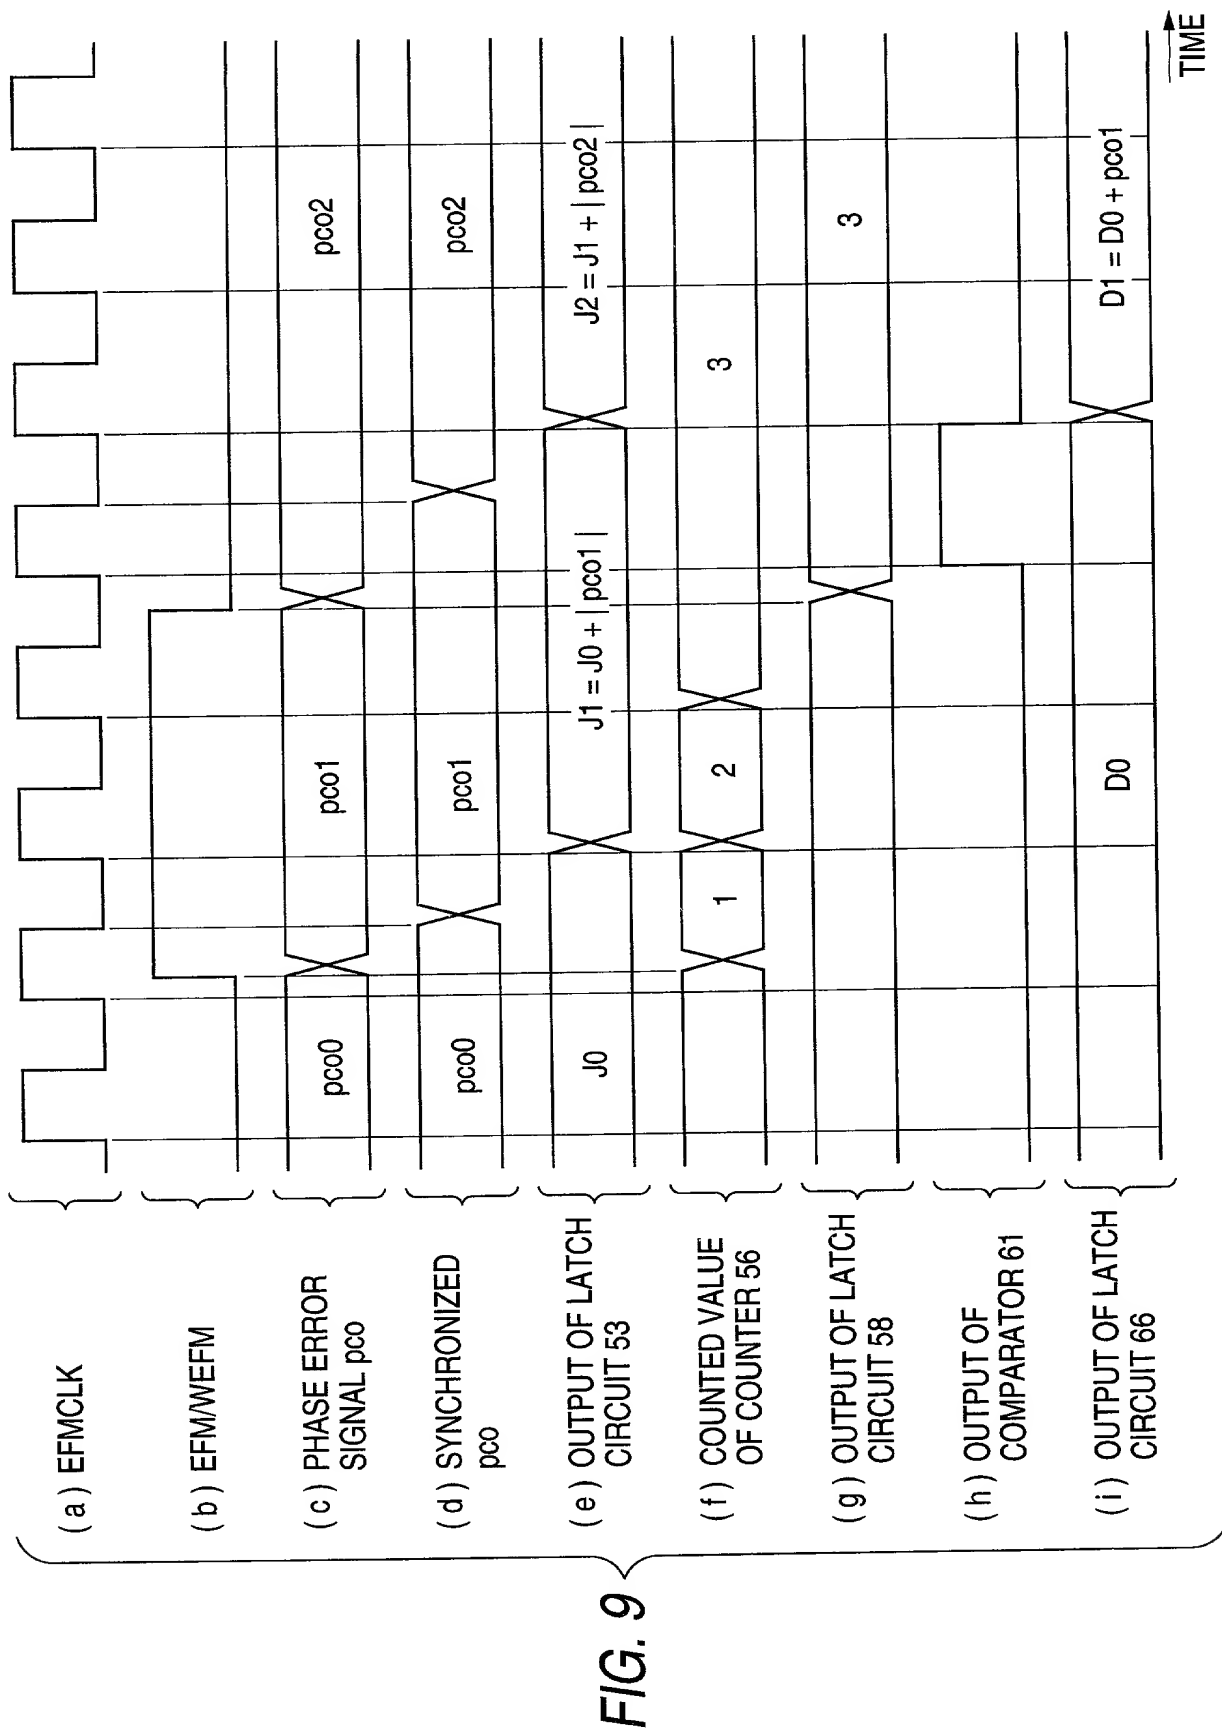 FIG. 9
(a) EFMCLK
(b) EFM/WEFM
(c) PHASE ERROR
SIGNAL pco
pco0
pco1
pco2
(d) SYNCHRONIZED
pco
pco0
pco1
pco2
(e) OUTPUT OF LATCH
CIRCUIT 53
J0
J1 = J0 + | pco1 |
J2 = J1 + | pco2 |
(f) COUNTED VALUE
OF COUNTER 56
1
2
3
(g) OUTPUT OF LATCH
CIRCUIT 58
3
(h) OUTPUT OF
COMPARATOR 61
(i) OUTPUT OF LATCH
CIRCUIT 66
D0
D1 = D0 + pco1
TIME